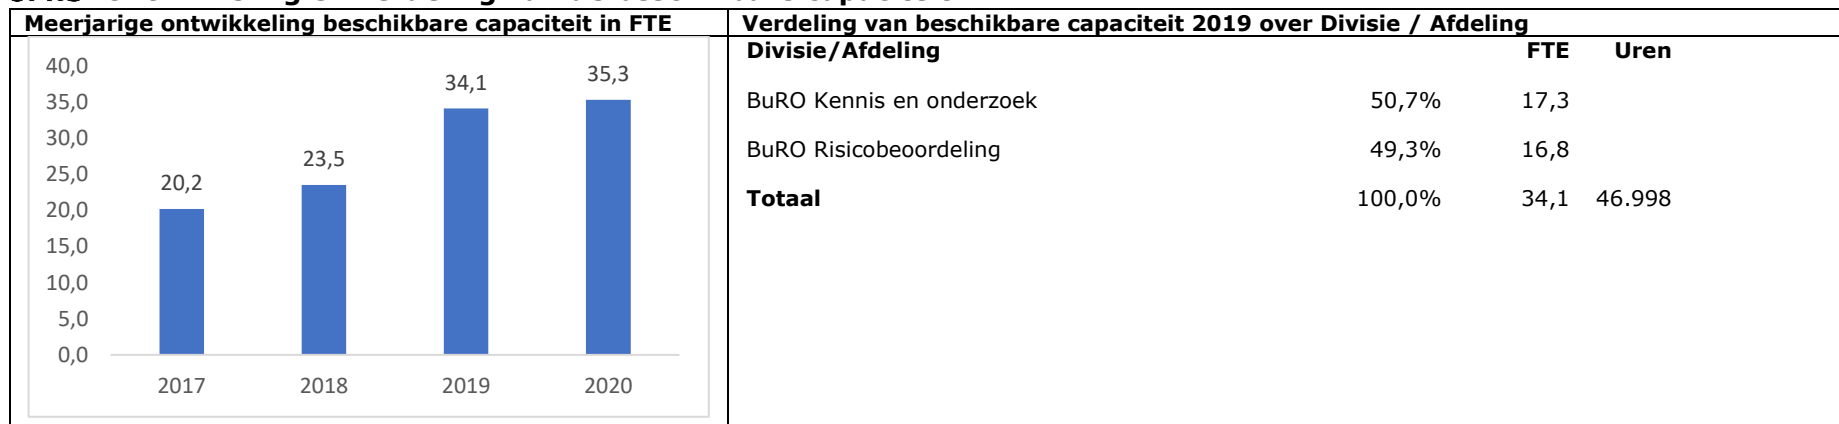 Meerjarige ontwikkeling beschikbare capaciteit in FTE
40,0
35,0
30,0
25,0
20,0
15,0
10,0
5,0
0,0
20,2
23,5
34,1
35,3
2017 2018 2019 2020
Verdeling van beschikbare capaciteit 2019 over Divisie / Afdeling
Divisie/Afdeling FTE Uren
BuRO Kennis en onderzoek 50,7% 17,3
BuRO Risicobeoordeling 49,3% 16,8
Totaal 100,0% 34,1 46.998